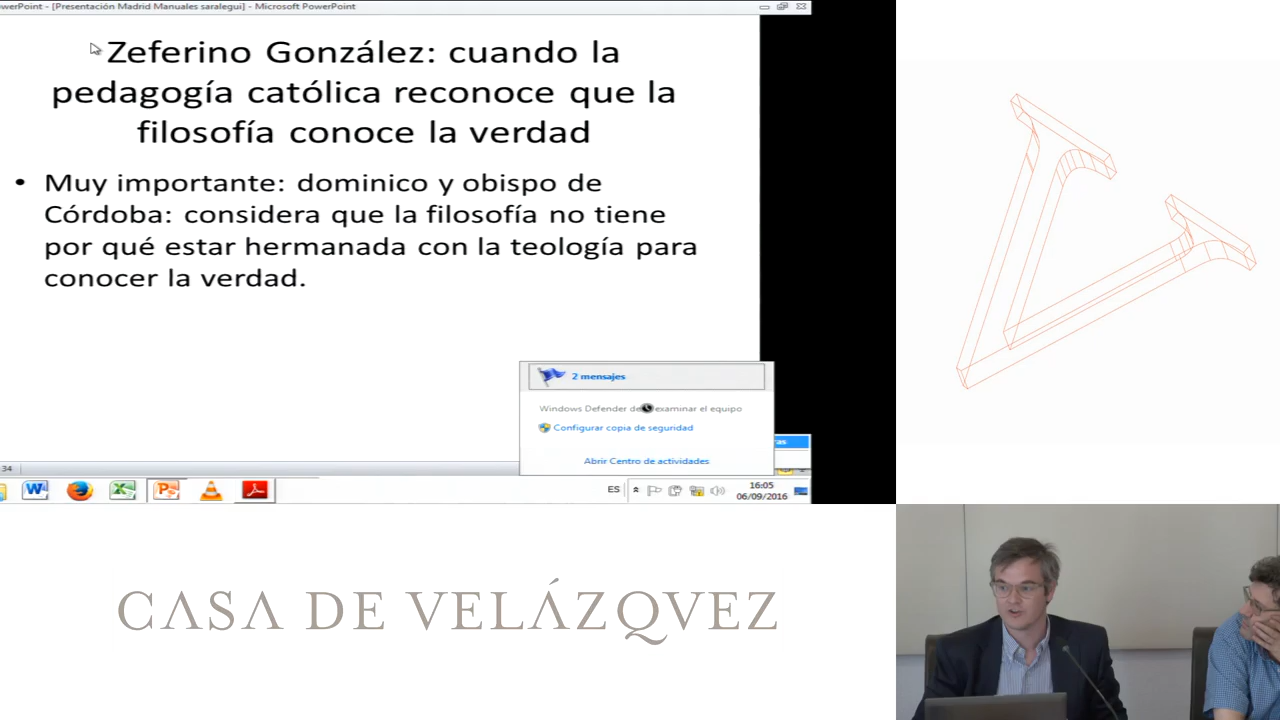 werPoint - [Presentación Madrid Manuales saralegui] - Microsoft PowerPoint
Zeferino González: cuando la
pedagogía católica reconoce que la
filosofía conoce la verdad
• Muy importante: dominico y obispo de
Córdoba: considera que la filosofía no tiene
por qué estar hermanada con la teología para
conocer la verdad.
2 mensajes
Windows Defender de examinar el equipo
Configurar copia de seguridad
ras
Abrir Centro de actividades
34
ES
16:05
06/09/2016
CASA DE VELÁZQVEZ